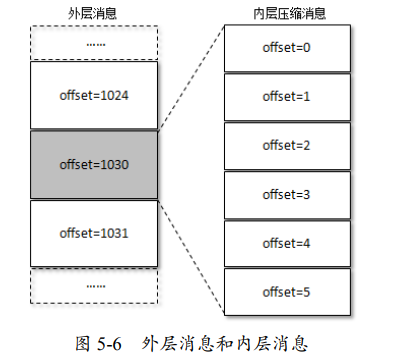 外层消息
……
offset=1024
offset=1030
offset=1031
……
内层压缩消息
offset=0
offset=1
offset=2
offset=3
offset=4
offset=5
图 5-6 外层消息和内层消息